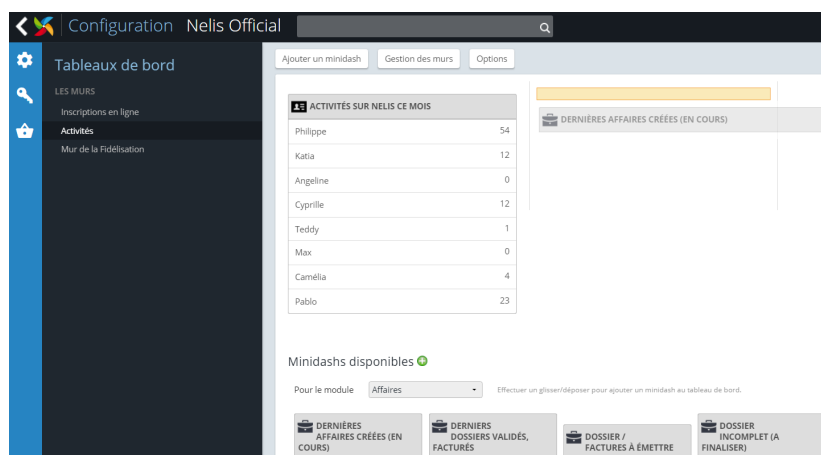 Configuration Nelis Official
Tableaux de bord
LES MURS
Inscriptions en ligne
Activités
Mur de la Fidélisation
Ajouter un minidash
Gestion des murs
Options
ACTIVITÉS SUR NELIS CE MOIS
Philippe 54
Katia 12
Angeline 0
Cyprille 12
Teddy 1
Max 0
Camélia 4
Pablo 23
DERNIÈRES AFFAIRES CRÉÉES (EN COURS)
Minidashs disponibles
Pour le module Affaires
Effectuer un glisser/déposer pour ajouter un minidash au tableau de bord.
DERNIÈRES
AFFAIRES CRÉÉES (EN
COURS)
DERNIERS
DOSSIERS VALIDÉS,
FACTURÉS
DOSSIER /
FACTURES À ÉMETTRE
DOSSIER
INCOMPLET (A
FINALISER)